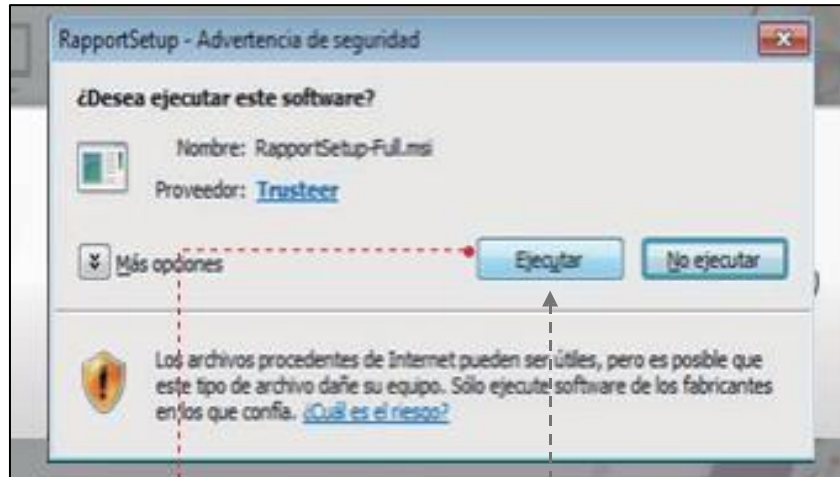 RapportSetup - Advertencia de seguridad
¿Desea ejecutar este software?
Nombre: RapportSetup-Full.msi
Proveedor: Trusteer
Más opciones
Ejecutar
No ejecutar
Los archivos procedentes de Internet pueden ser útiles, pero es posible que
este tipo de archivo dañe su equipo. Sólo ejecute software de los fabricantes
en los que confía. ¿Cuál es el riesgo?